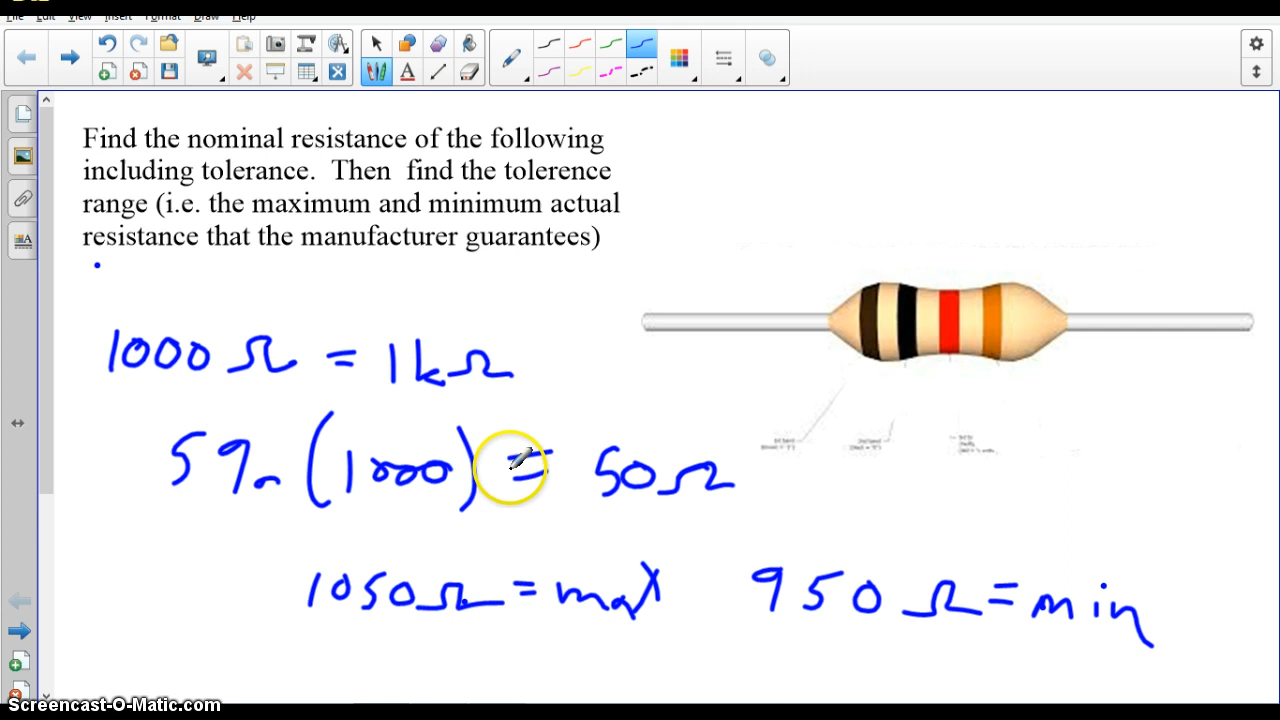 File Edit View Insert Format Draw Help
Find the nominal resistance of the following
including tolerance. Then find the tolerence
range (i.e. the maximum and minimum actual
resistance that the manufacturer guarantees)
1000 Ω = 1kΩ
5% (1000) = 50Ω
1050Ω = max 950Ω = min
Screencast-O-Matic.com